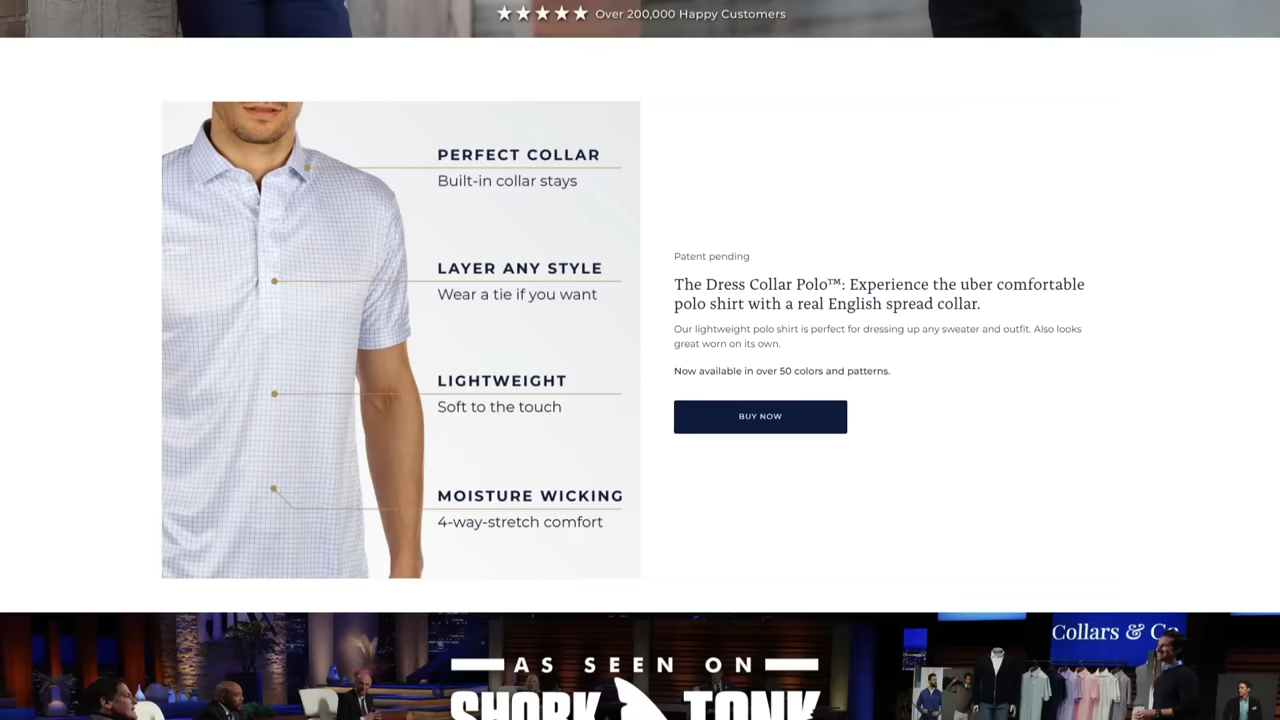 ★★★★★ Over 200,000 Happy Customers
PERFECT COLLAR
Built-in collar stays
LAYER ANY STYLE
Wear a tie if you want
LIGHTWEIGHT
Soft to the touch
MOISTURE WICKING
4-way-stretch comfort
Patent pending
The Dress Collar Polo™: Experience the uber comfortable
polo shirt with a real English spread collar.
Our lightweight polo shirt is perfect for dressing up any sweater and outfit. Also looks
great worn on its own.
Now available in over 50 colors and patterns.
BUY NOW
Collars & Co
AS SEEN ON
SHARK TANK